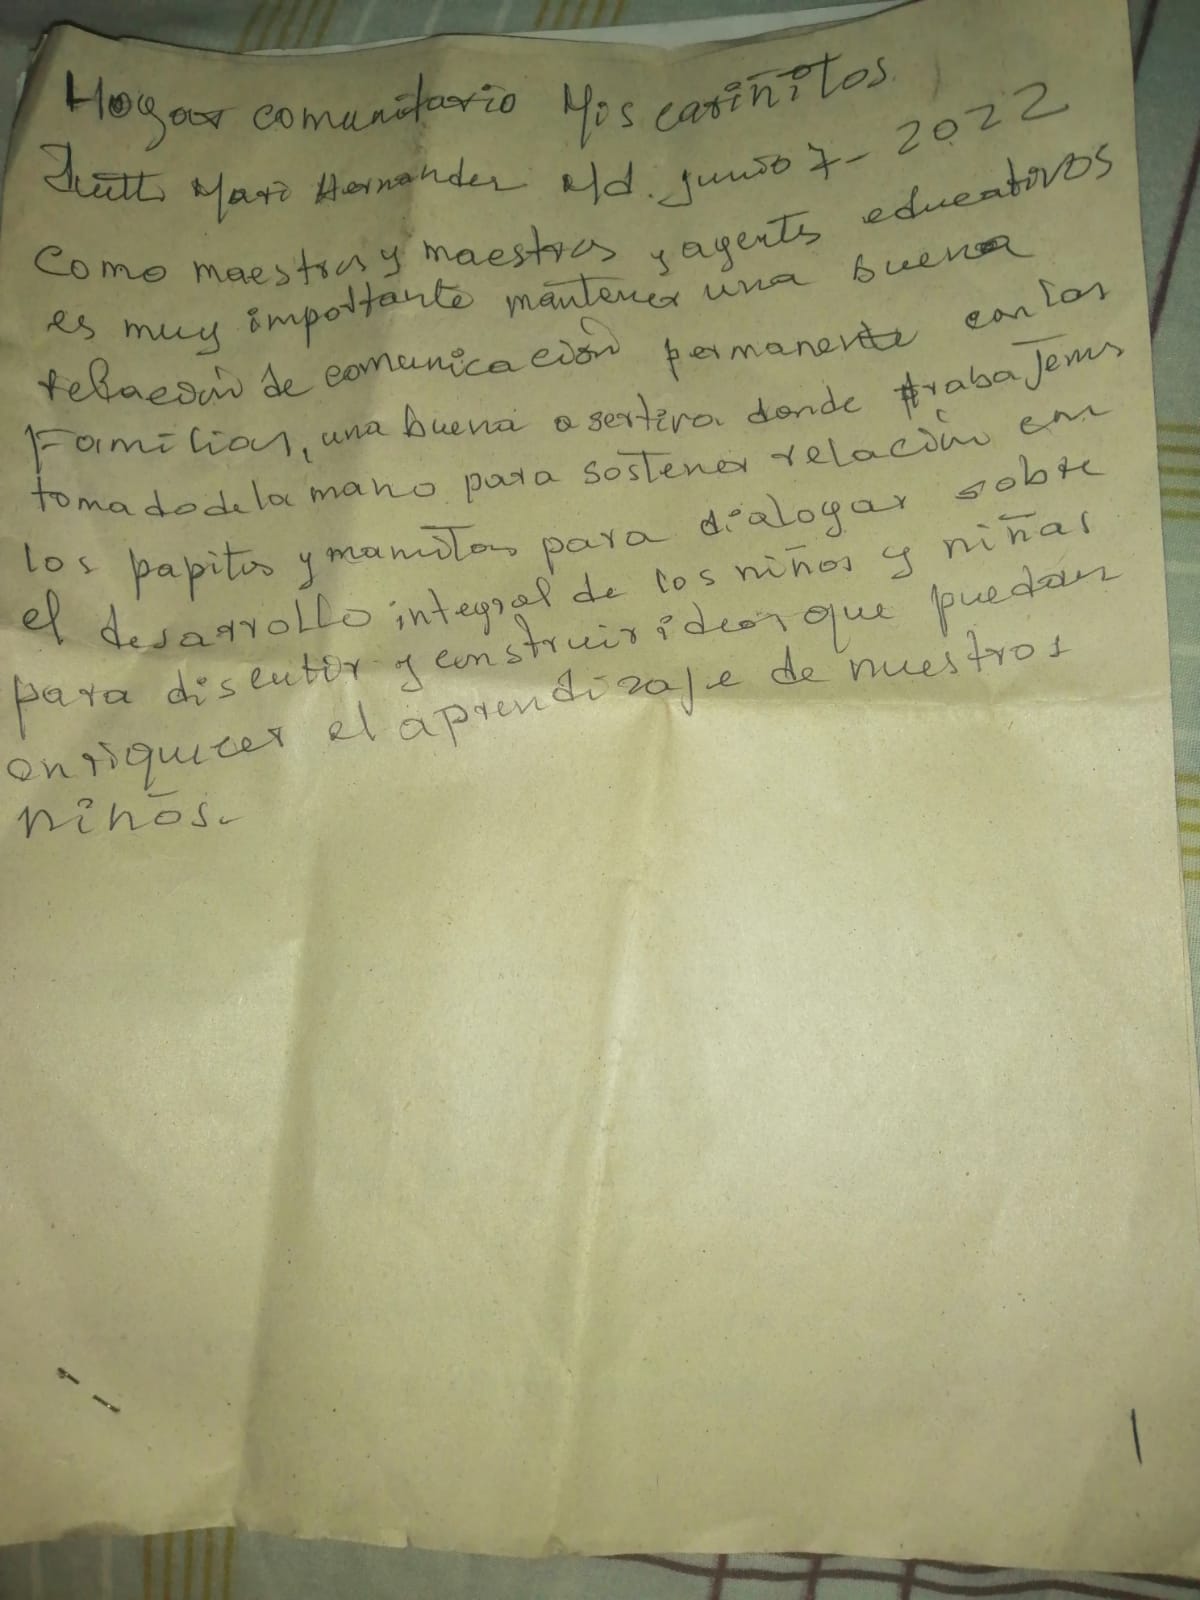 Hogar comunitario Mis cariñitos
Mari Hernander Md. junio 7 - 2022
Como maestros y maestras y agentes educativos
es muy importante mantener una buena
relación de comunicación permanente con las
Familias, una buena asertiva donde trabajemos
tomado de la mano para sostener relación con
los papitos y mamitas para dialogar sobre
el desarrollo integral de los niños y niñas
para discutir y construir ideas que puedan
enriquecer el aprendizaje de nuestros
niños.